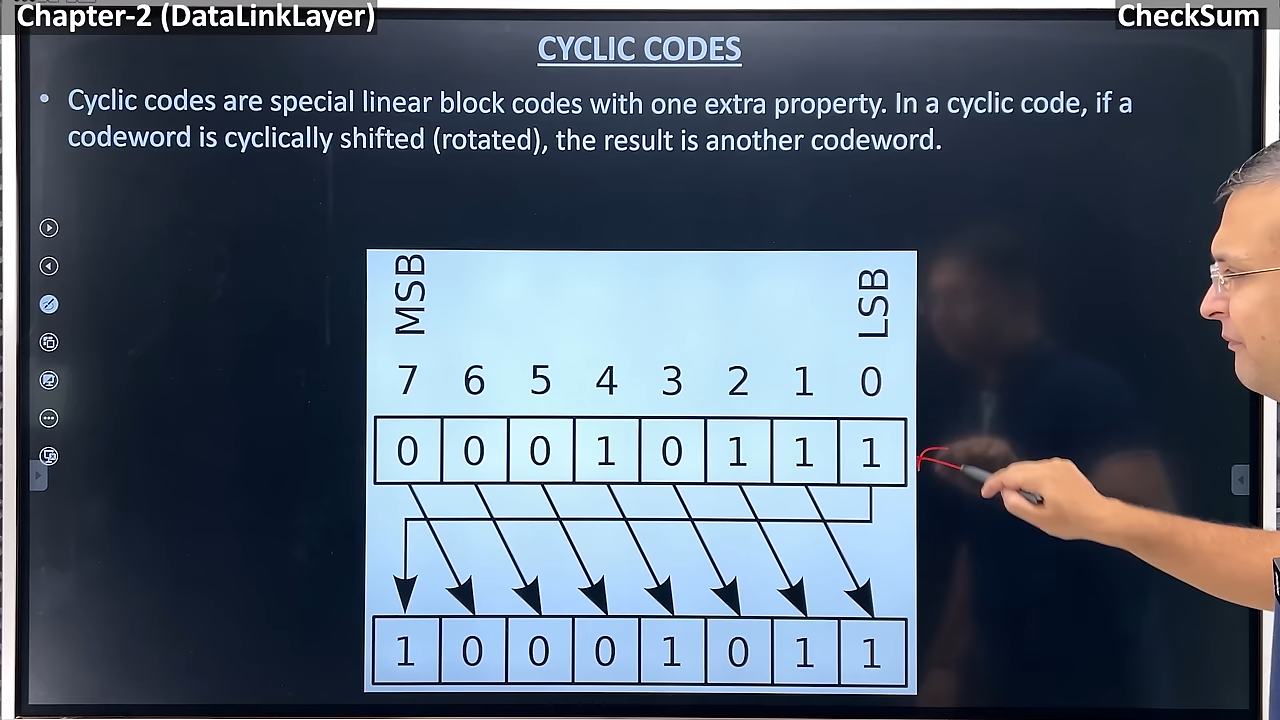 Chapter-2 (DataLinkLayer)
CheckSum
CYCLIC CODES
• Cyclic codes are special linear block codes with one extra property. In a cyclic code, if a
codeword is cyclically shifted (rotated), the result is another codeword.
MSB
LSB
7 6 5 4 3 2 1 0
0 0 0 1 0 1 1 1
1 0 0 0 1 0 1 1